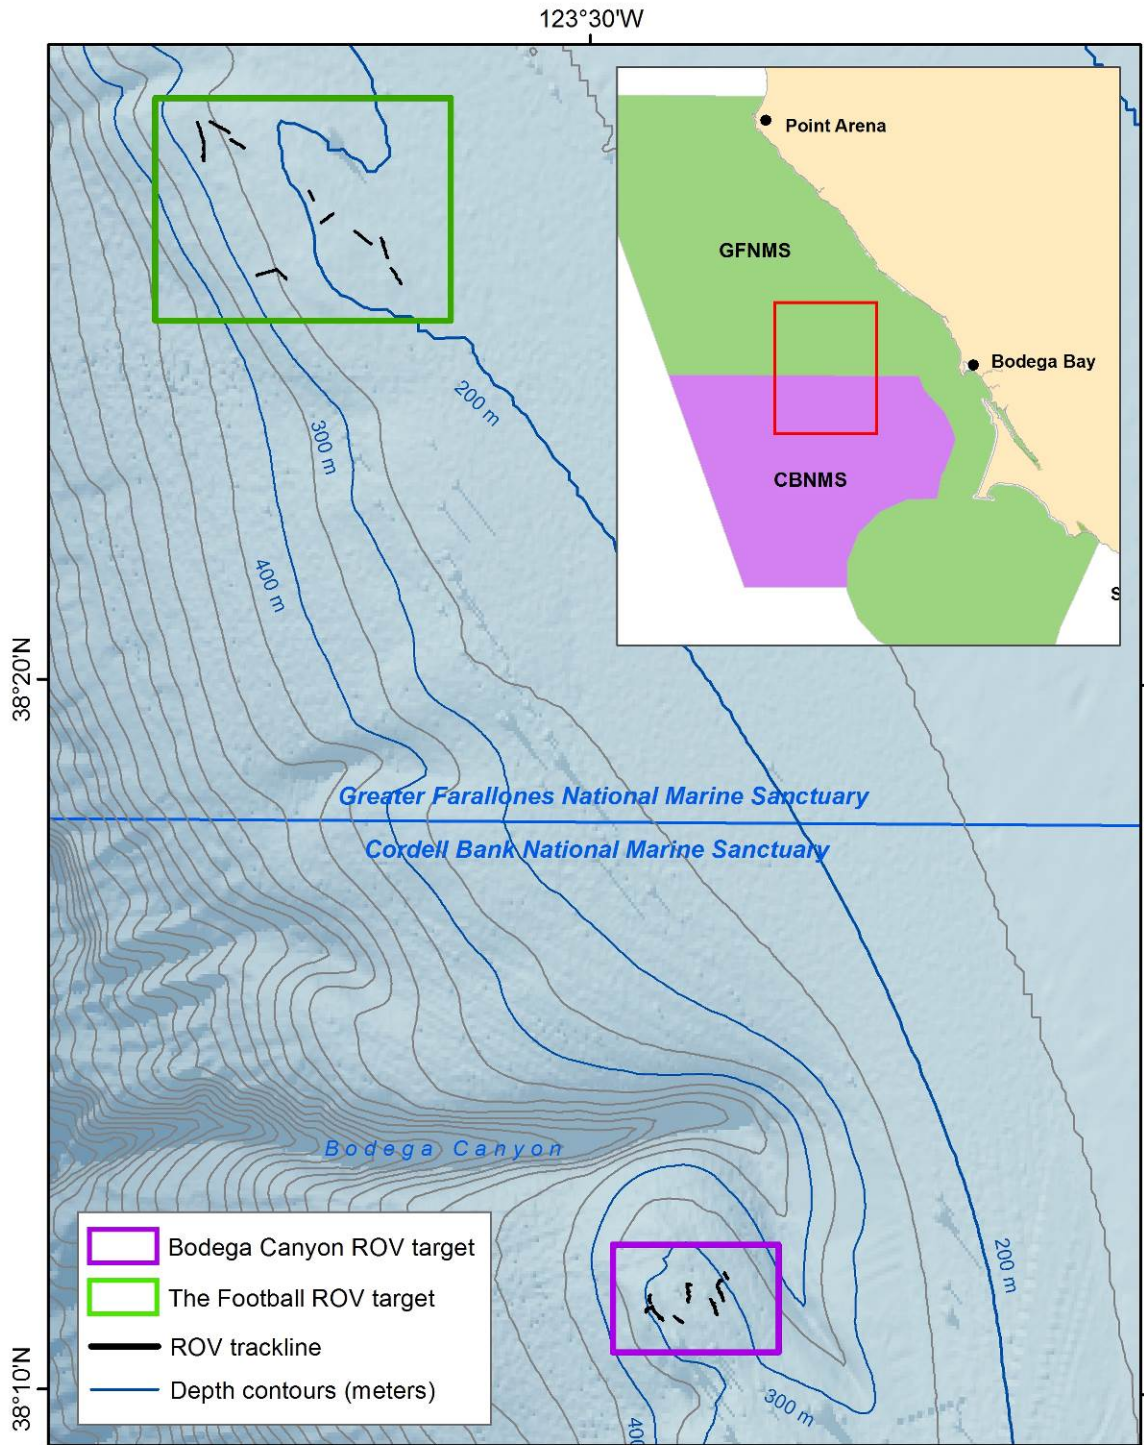 123°30'W
Point Arena
GFNMS
Bodega Bay
CBNMS
S
200 m
300 m
400 m
38°20'N
Greater Farallones National Marine Sanctuary
Cordell Bank National Marine Sanctuary
Bodega Canyon
200 m
300 m
400
38°10'N
Bodega Canyon ROV target
The Football ROV target
ROV trackline
Depth contours (meters)